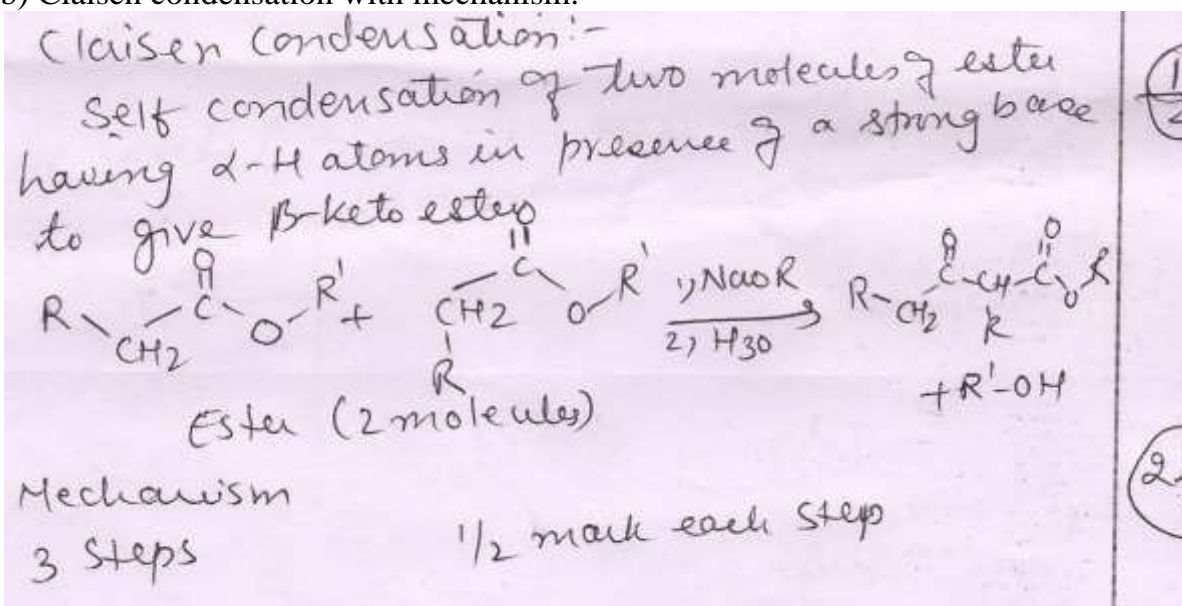 b) Claisen condensation with mechanism.
Claisen Condensation:-
Self condensation of two molecules of ester
having α-H atoms in presence of a strong base
to give β-keto ester
R CH2 O C O R' + CH2 R O C O R' 1, NaOR 2, H30 R-CH2 O C-CH-R O C O R
+ R'-OH
Ester (2 molecules)
Mechanism
3 Steps 1/2 mark each step